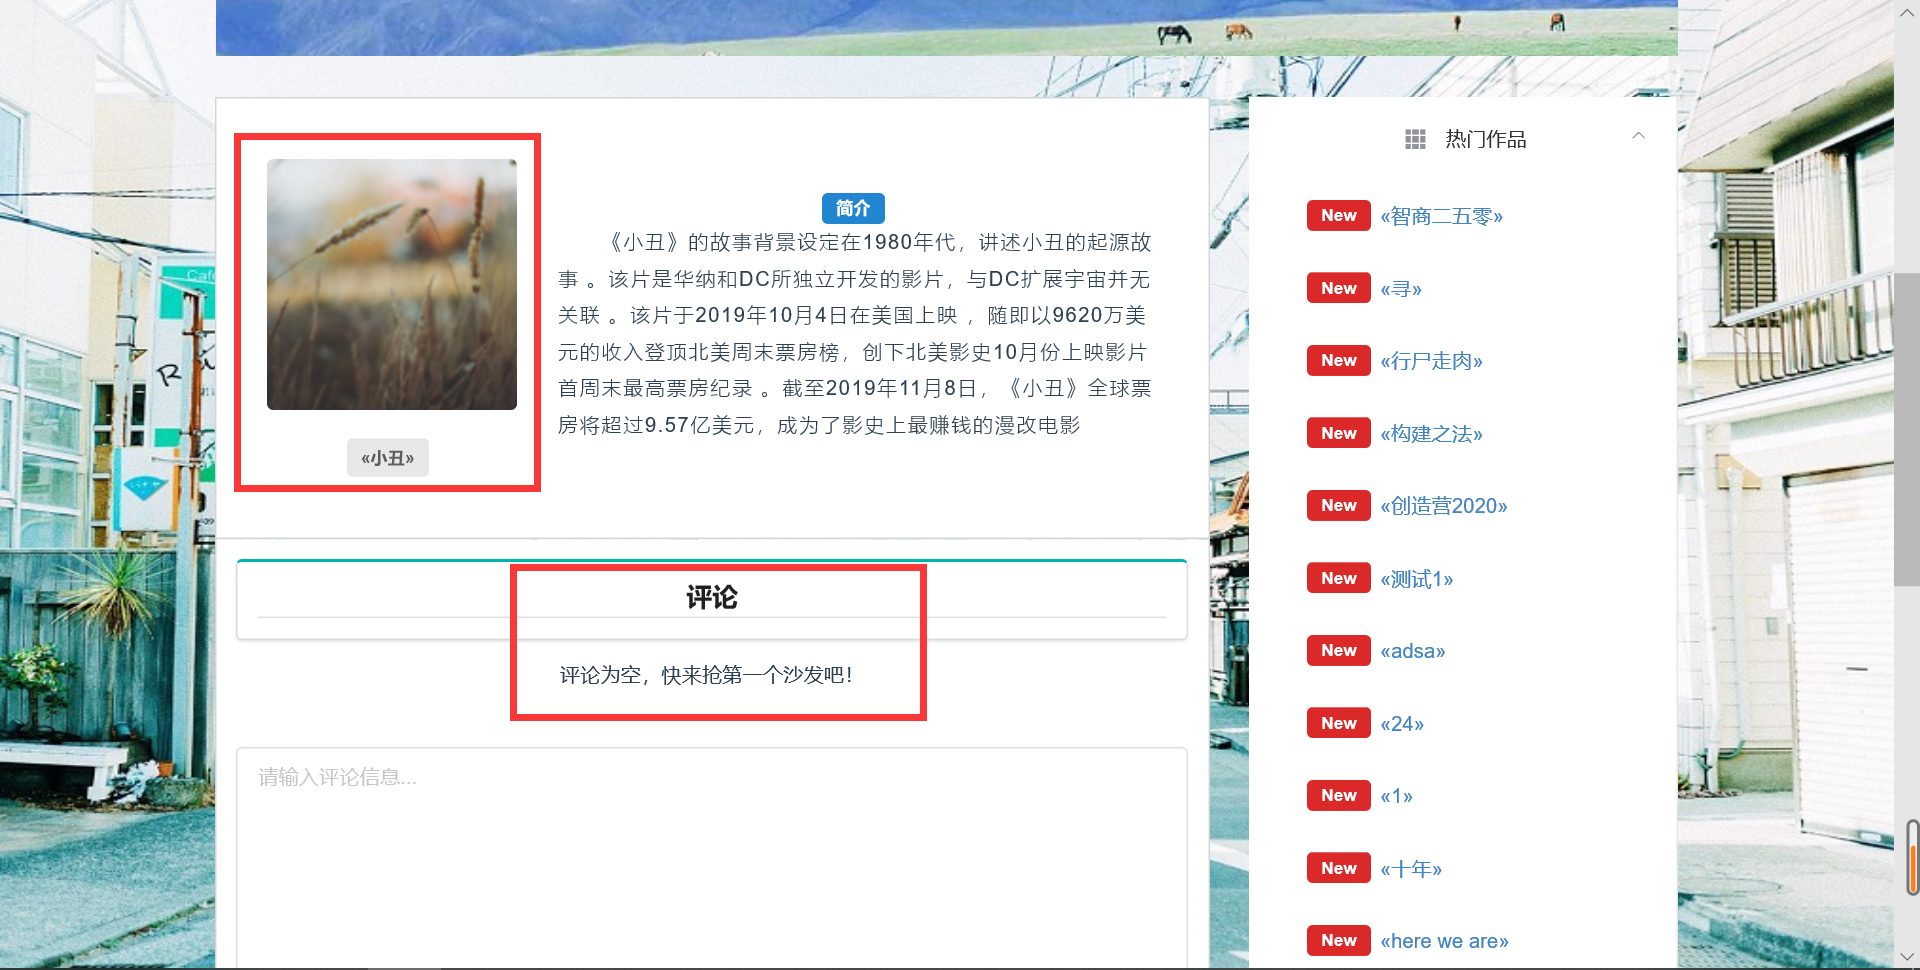 简介
《小丑》的故事背景设定在1980年代，讲述小丑的起源故
事 。该片是华纳和DC所独立开发的影片，与DC扩展宇宙并无
关联 。该片于2019年10月4日在美国上映 ，随即以9620万美
元的收入登顶北美周末票房榜，创下北美影史10月份上映影片
首周末最高票房纪录 。截至2019年11月8日，《小丑》全球票
房将超过9.57亿美元，成为了影史上最赚钱的漫改电影
«小丑»
评论
评论为空，快来抢第一个沙发吧！
请输入评论信息...
热门作品
New «智商二五零»
New «寻»
New «行尸走肉»
New «构建之法»
New «创造营2020»
New «测试1»
New «adsa»
New «24»
New «1»
New «十年»
New «here we are»
Cafe